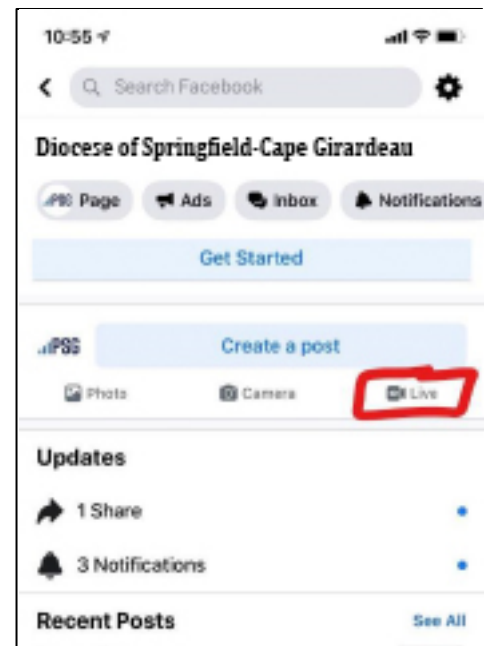 10:55
Search Facebook
Diocese of Springfield-Cape Girardeau
Page Ads Inbox Notifications
Get Started
Create a post
Photo Camera Live
Updates
1 Share
3 Notifications
Recent Posts See All